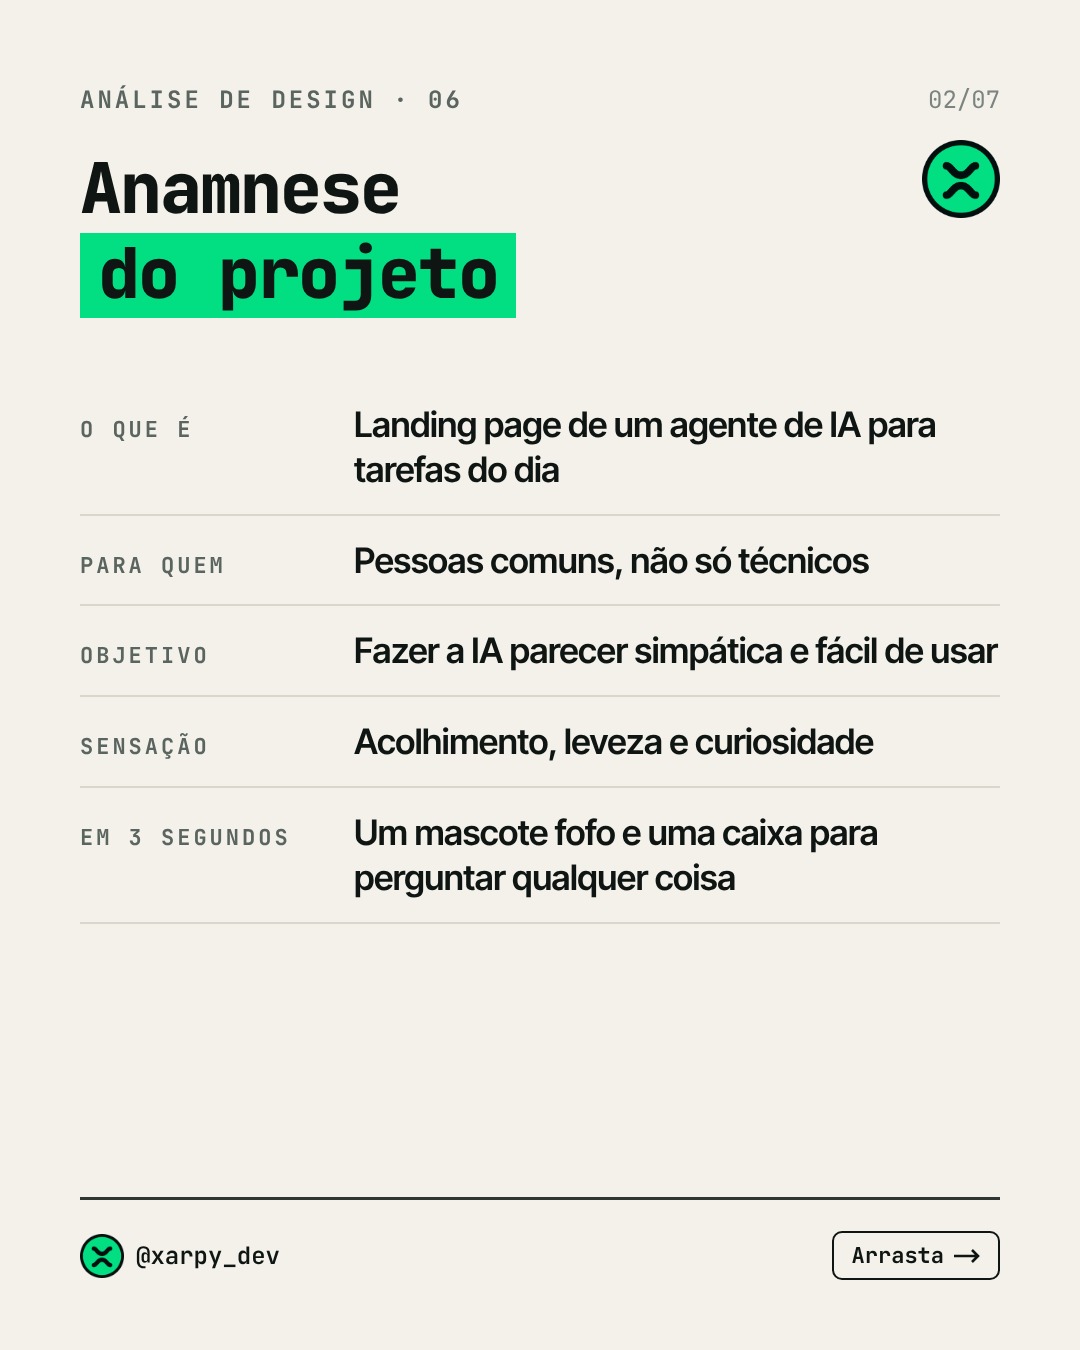 ANÁLISE DE DESIGN · 06
02/07
Anamnese
do projeto
O QUE É
Landing page de um agente de IA para
tarefas do dia
PARA QUEM
Pessoas comuns, não só técnicos
OBJETIVO
Fazer a IA parecer simpática e fácil de usar
SENSAÇÃO
Acolhimento, leveza e curiosidade
EM 3 SEGUNDOS
Um mascote fofo e uma caixa para
perguntar qualquer coisa
@xarpy_dev
Arrasta →